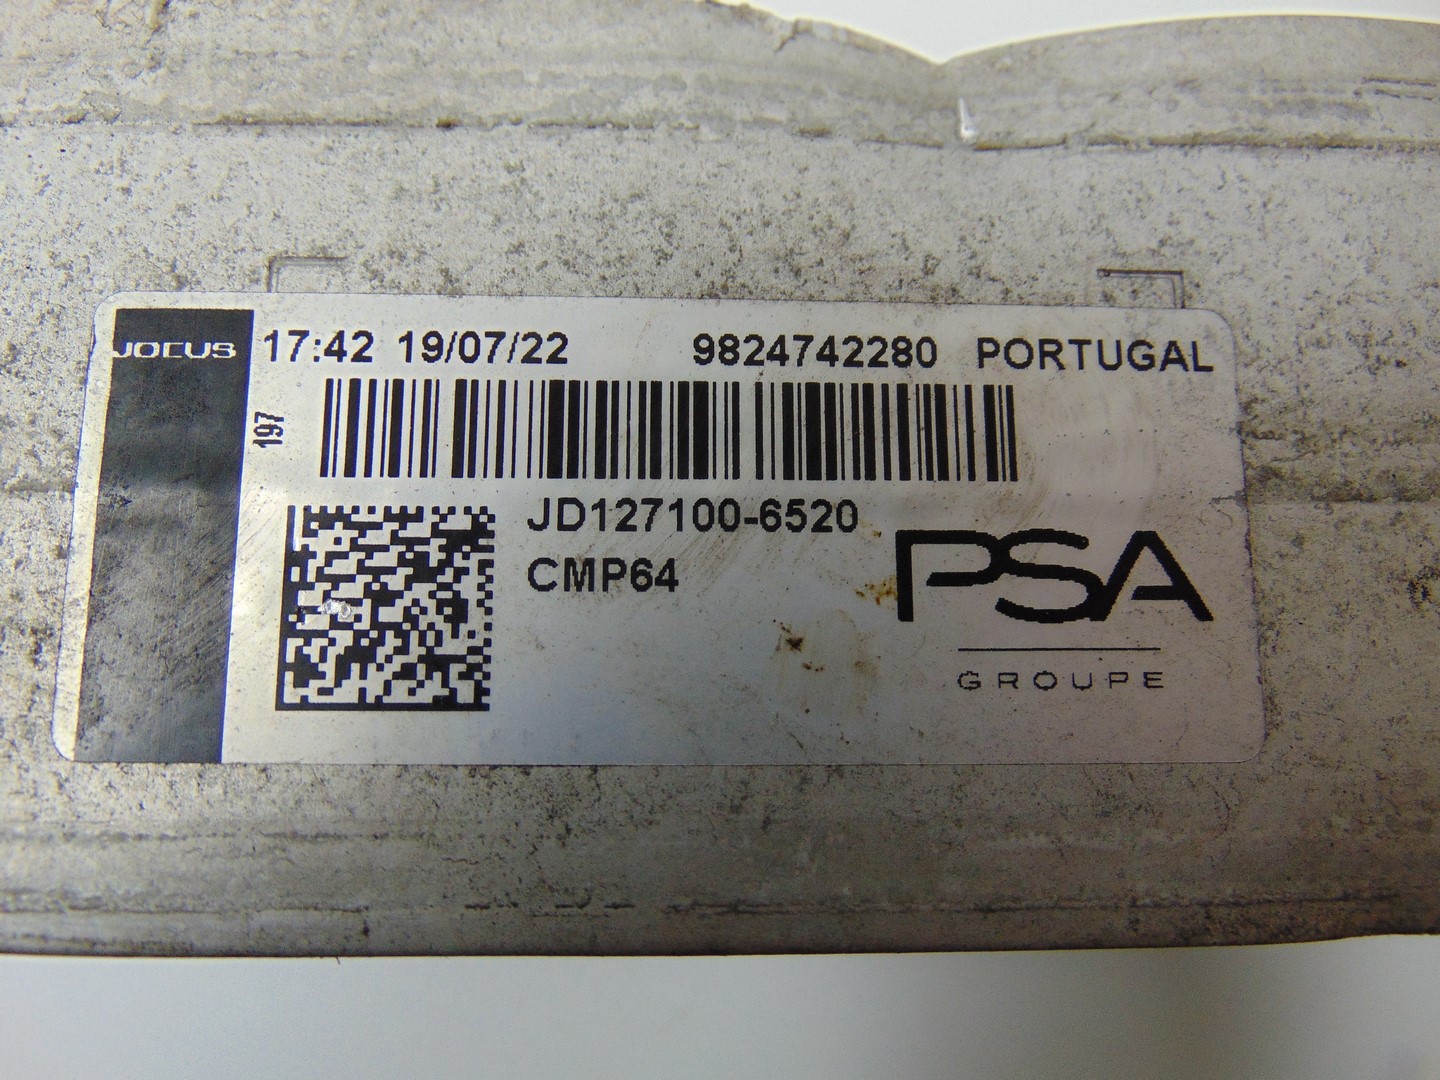 JOCUS 17:42 19/07/22 9824742280 PORTUGAL
197
JD127100-6520
CMP64
PSA
GROUPE